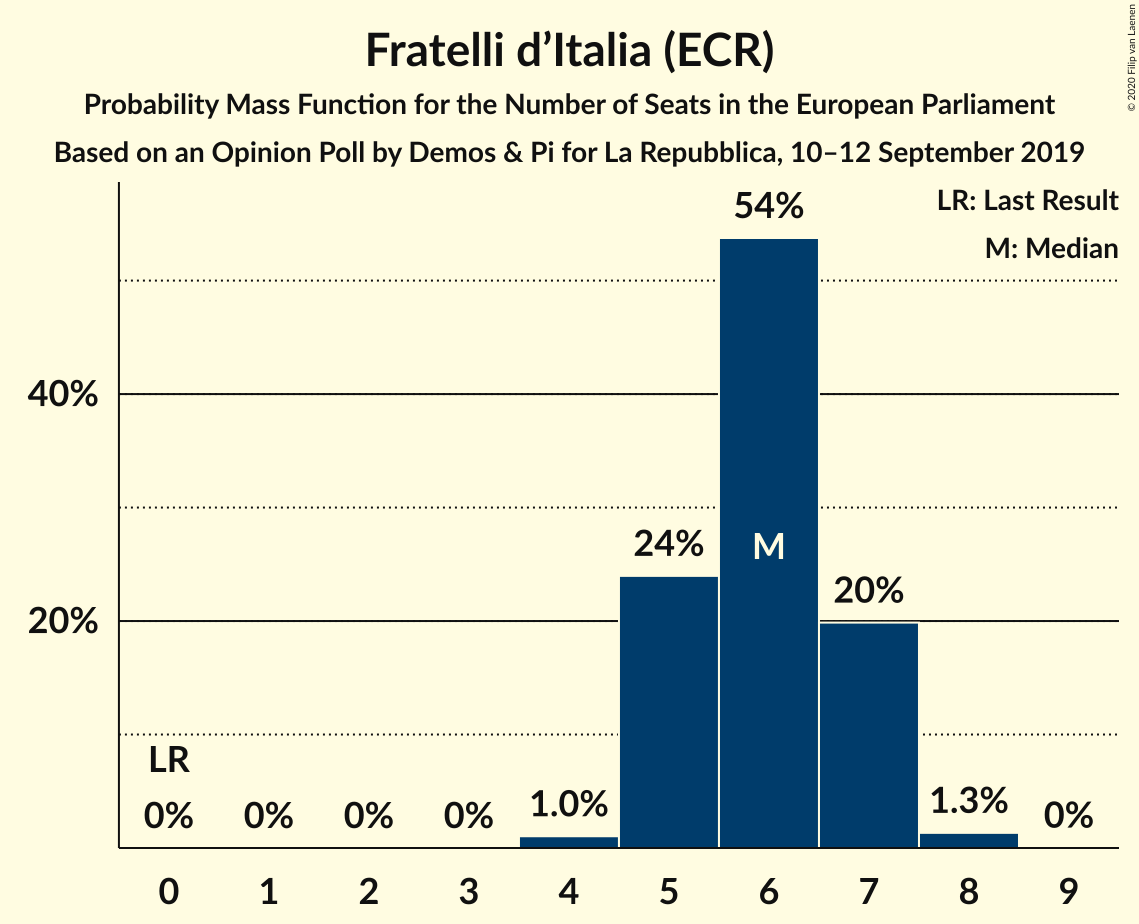 Fratelli d’Italia (ECR)
Probability Mass Function for the Number of Seats in the European Parliament
Based on an Opinion Poll by Demos & Pi for La Repubblica, 10–12 September 2019
© 2020 Filip van Laenen
LR: Last Result
M: Median
54%
40%
24%
M
20%
20%
LR
0%
0%
0%
0%
1.0%
1.3%
0%
0 1 2 3 4 5 6 7 8 9